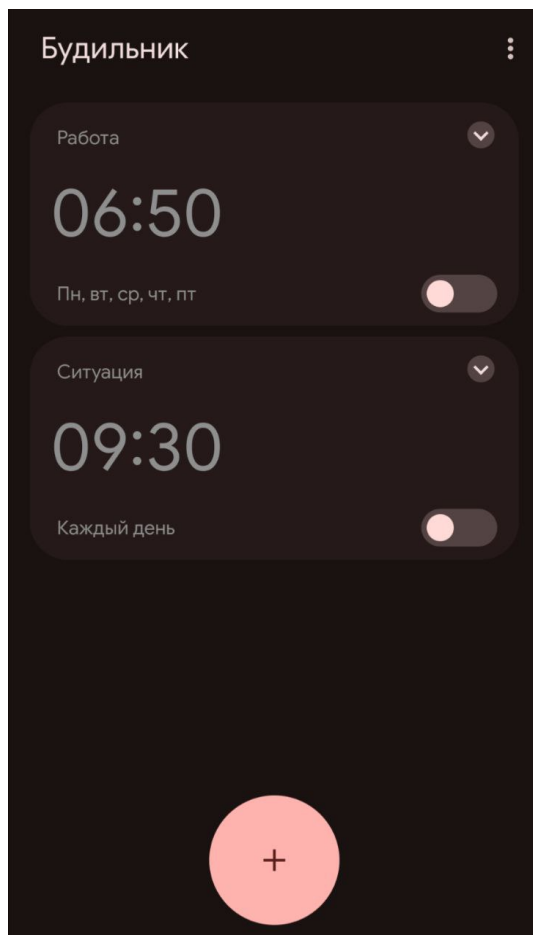 Будильник
Работа
06:50
Пн, вт, ср, чт, пт
Ситуация
09:30
Каждый день